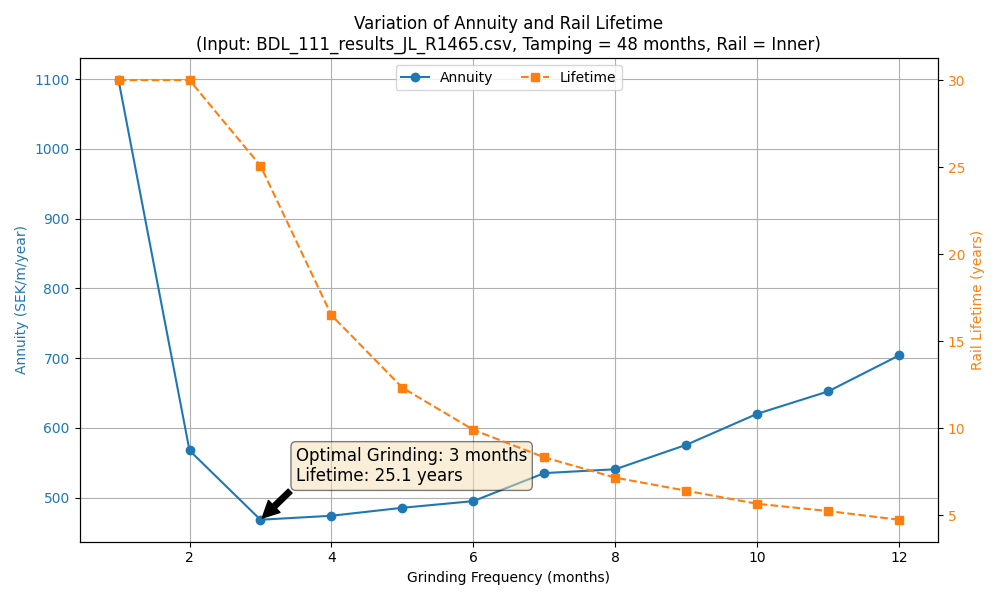 Variation of Annuity and Rail Lifetime
(Input: BDL_111_results_JL_R1465.csv, Tamping = 48 months, Rail = Inner)
Annuity
Lifetime
1100
1000
900
800
700
600
500
Annuity (SEK/m/year)
30
25
20
15
10
5
Rail Lifetime (years)
Optimal Grinding: 3 months
Lifetime: 25.1 years
2
4
6
8
10
12
Grinding Frequency (months)